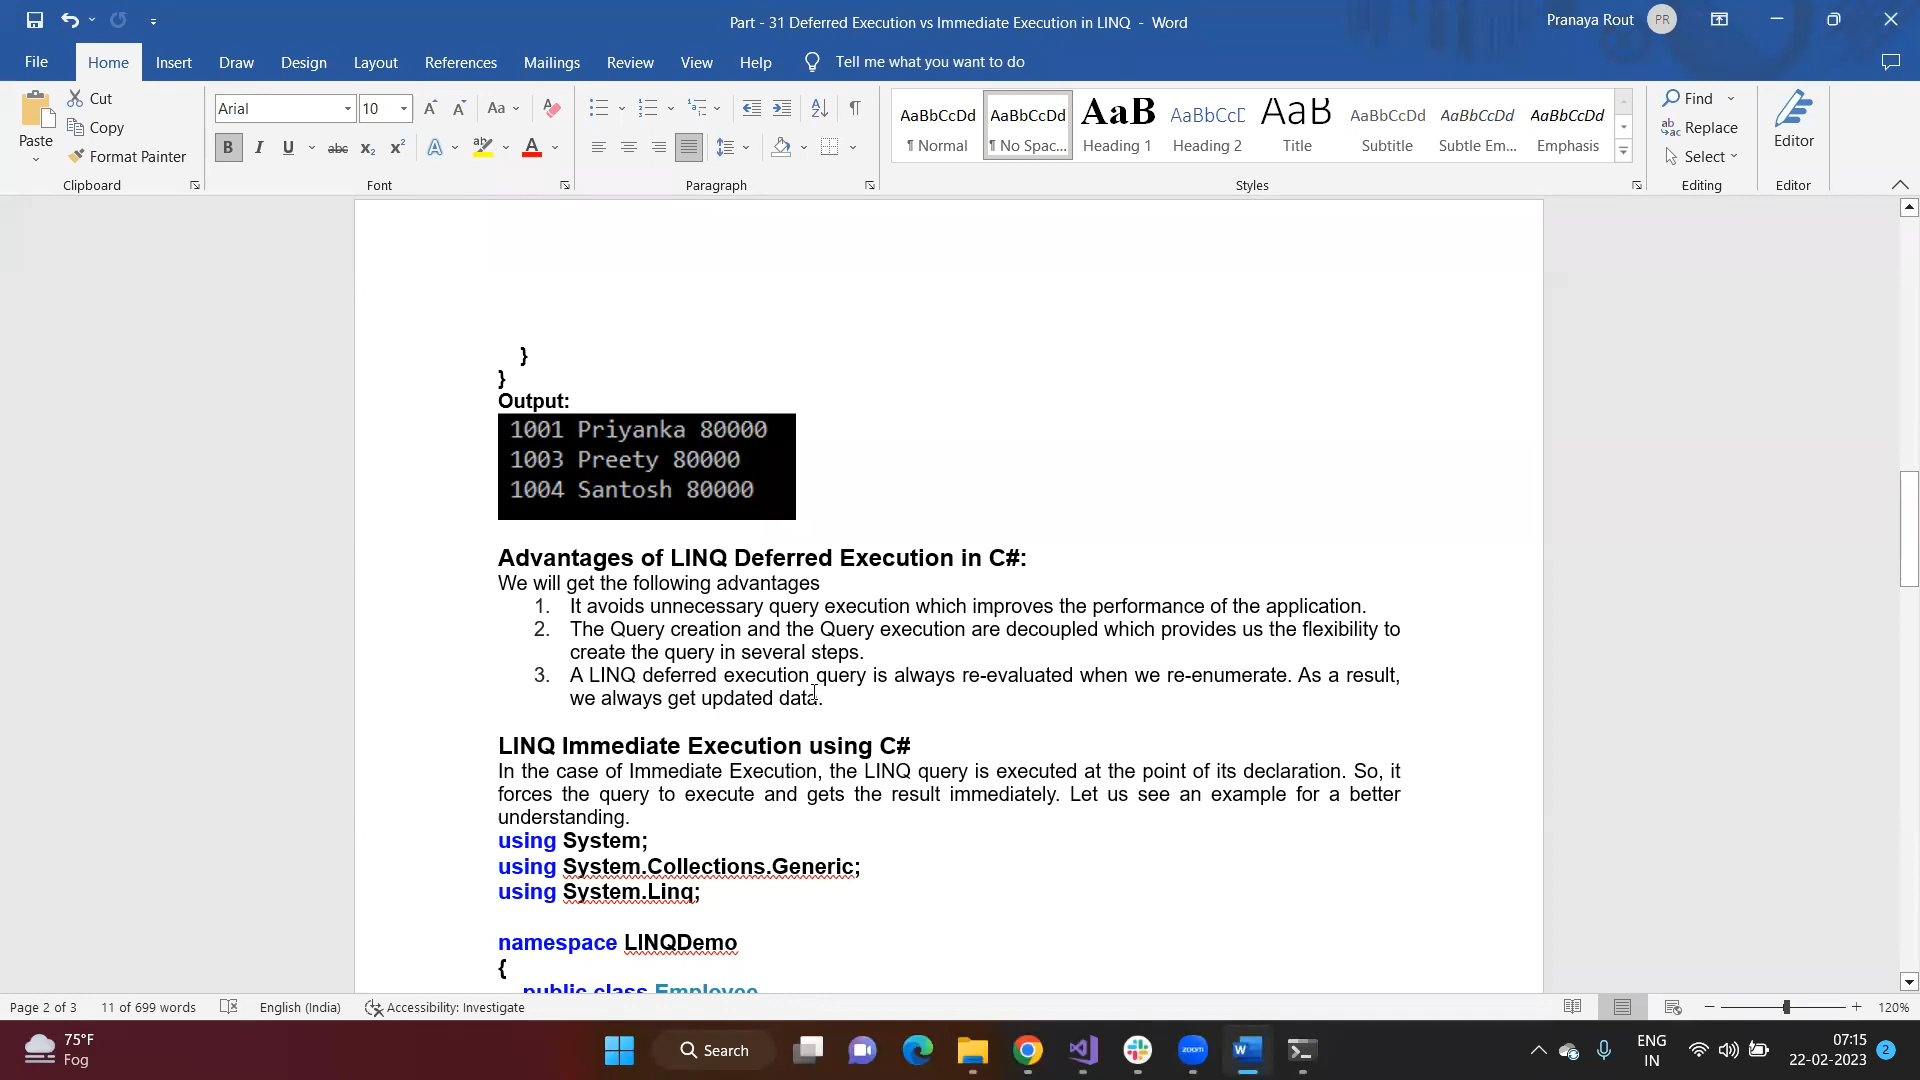 Part - 31 Deferred Execution vs Immediate Execution in LINQ - Word
Pranaya Rout PR
File Home Insert Draw Design Layout References Mailings Review View Help Tell me what you want to do
Paste
Cut
Copy
Format Painter
Clipboard
Arial 10
Font
Paragraph
AaBbCcDd AaBbCcDd AaB AaBbCcC AaB AaBbCcDd AaBbCcDd AaBbCcDd
¶ Normal ¶ No Spac... Heading 1 Heading 2 Title Subtitle Subtle Em... Emphasis
Styles
Find
Replace
Select
Editing
Editor
Editor
}
}
Output:
1001 Priyanka 80000
1003 Preety 80000
1004 Santosh 80000
Advantages of LINQ Deferred Execution in C#:
We will get the following advantages
1. It avoids unnecessary query execution which improves the performance of the application.
2. The Query creation and the Query execution are decoupled which provides us the flexibility to
create the query in several steps.
3. A LINQ deferred execution query is always re-evaluated when we re-enumerate. As a result,
we always get updated data.
LINQ Immediate Execution using C#
In the case of Immediate Execution, the LINQ query is executed at the point of its declaration. So, it
forces the query to execute and gets the result immediately. Let us see an example for a better
understanding.
using System;
using System.Collections.Generic;
using System.Linq;
namespace LINQDemo
{
public class Employee
Page 2 of 3 11 of 699 words English (India) Accessibility: Investigate 120%
75°F
Fog
Search
zoom
ENG
IN
07:15
22-02-2023
2